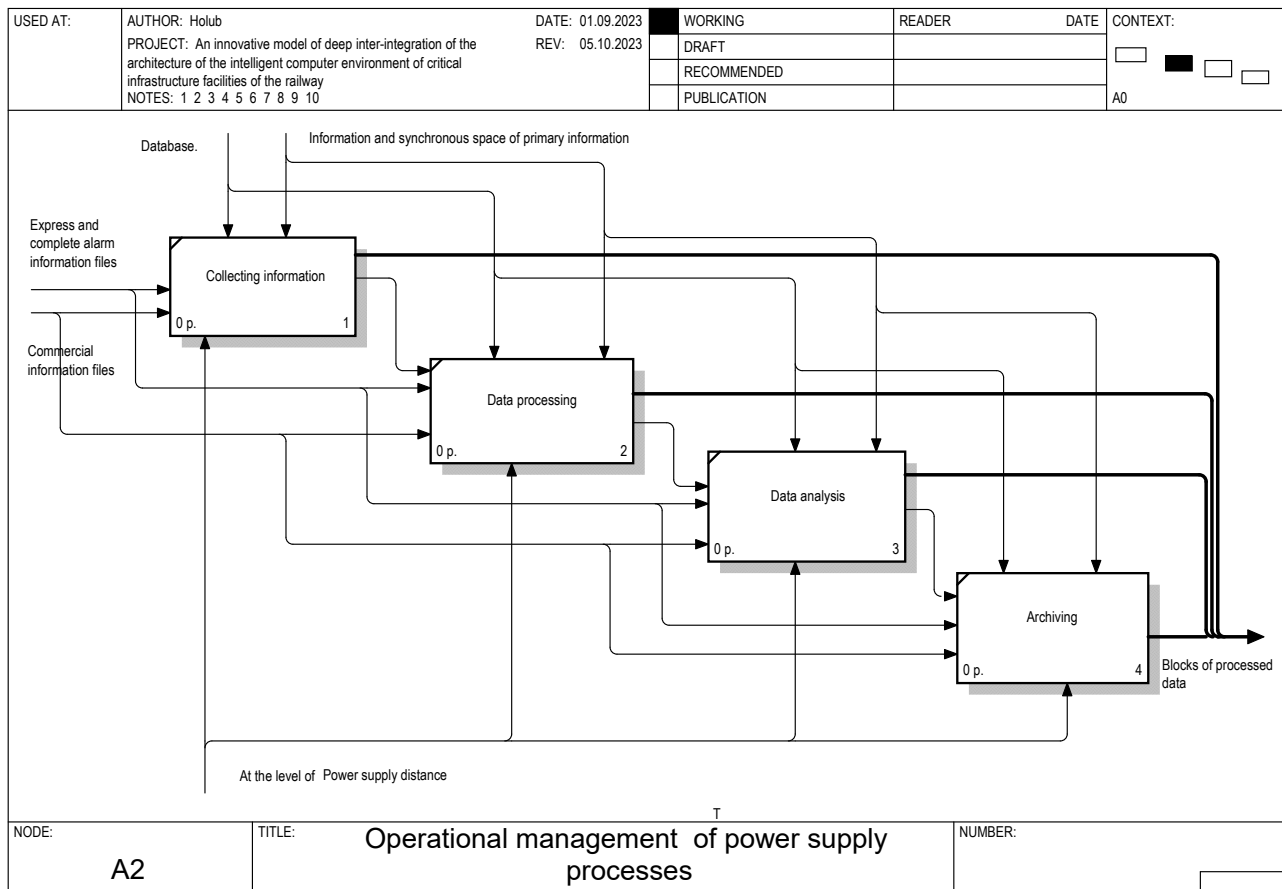 USED AT:
AUTHOR: Holub
DATE: 01.09.2023
REV: 05.10.2023
PROJECT: An innovative model of deep inter-integration of the
architecture of the intelligent computer environment of critical
infrastructure facilities of the railway
NOTES: 1 2 3 4 5 6 7 8 9 10
WORKING
DRAFT
RECOMMENDED
PUBLICATION
READER
DATE
CONTEXT:
A0
Database.
Information and synchronous space of primary information
Express and
complete alarm
information files
Commercial
information files
Collecting information
0 p.
1
Data processing
0 p.
2
Data analysis
0 p.
3
Archiving
0 p.
4
Blocks of processed
data
At the level of Power supply distance
T
NODE:
A2
TITLE:
Operational management of power supply
processes
NUMBER: